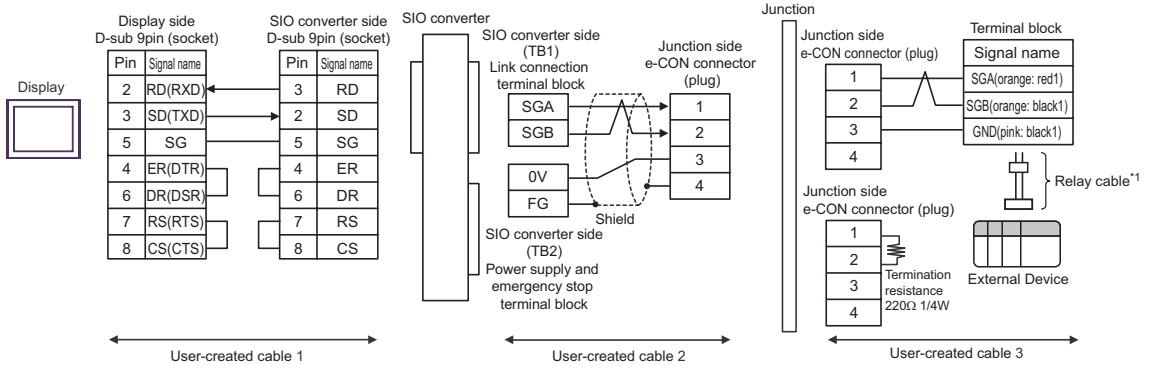 Display
Display side
D-sub 9pin (socket)
Pin Signal name
2 RD(RXD)
3 SD(TXD)
5 SG
4 ER(DTR)
6 DR(DSR)
7 RS(RTS)
8 CS(CTS)
SIO converter side
D-sub 9pin (socket)
Pin Signal name
3 RD
2 SD
5 SG
4 ER
6 DR
7 RS
8 CS
User-created cable 1
SIO converter
SIO converter side
(TB1)
Link connection
terminal block
SGA
SGB
0V
FG
Shield
SIO converter side
(TB2)
Power supply and
emergency stop
terminal block
Junction side
e-CON connector
(plug)
1
2
3
4
User-created cable 2
Junction
Junction side
e-CON connector (plug)
1
2
3
4
Terminal block
Signal name
SGA(orange: red1)
SGB(orange: black1)
GND(pink: black1)
Relay cable*1
External Device
Junction side
e-CON connector (plug)
1
2
3
4
Termination
resistance
220Ω 1/4W
User-created cable 3